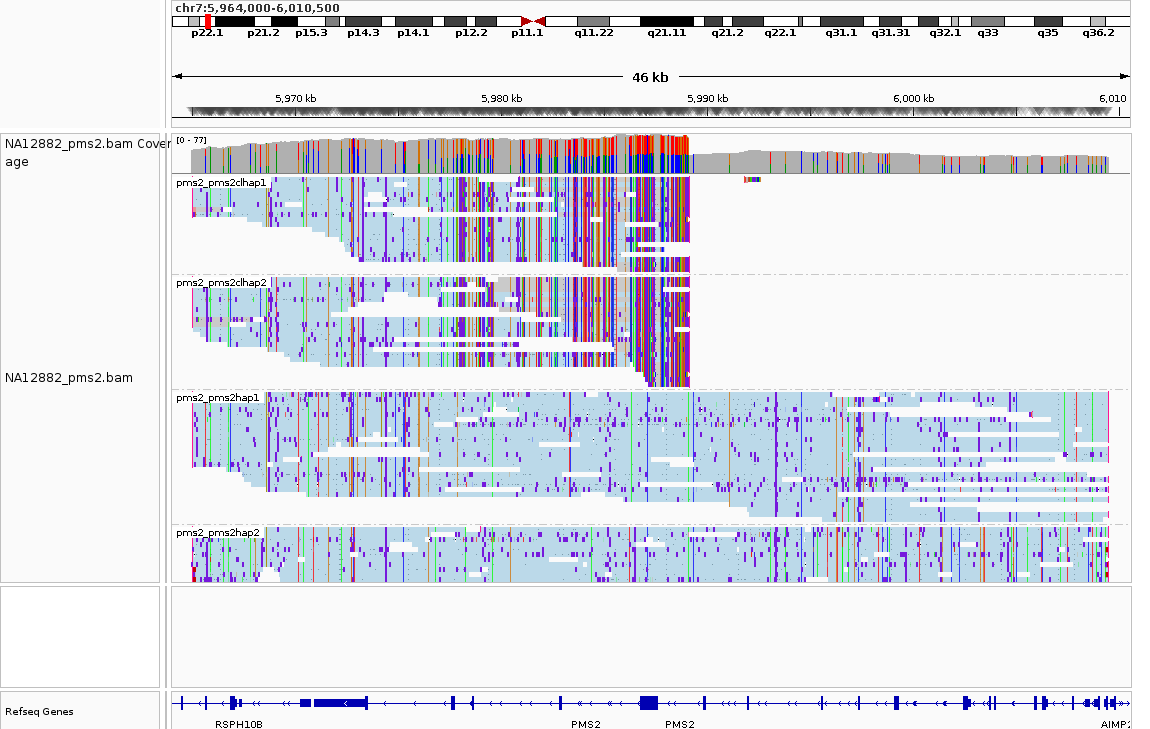 chr7:5,964,000-6,010,500
p22.1 p21.2 p15.3 p14.3 p14.1 p12.2 p11.1 q11.22 q21.11 q21.2 q22.1 q31.1 q31.31 q32.1 q33 q35 q36.2
46 kb
5,970 kb 5,980 kb 5,990 kb 6,000 kb 6,010
NA12882_pms2.bam Cover
age
[0 - 77]
pms2_pms2clhap1
pms2_pms2clhap2
NA12882_pms2.bam
pms2_pms2hap1
pms2_pms2hap2
Refseq Genes
RSPH10B PMS2 PMS2